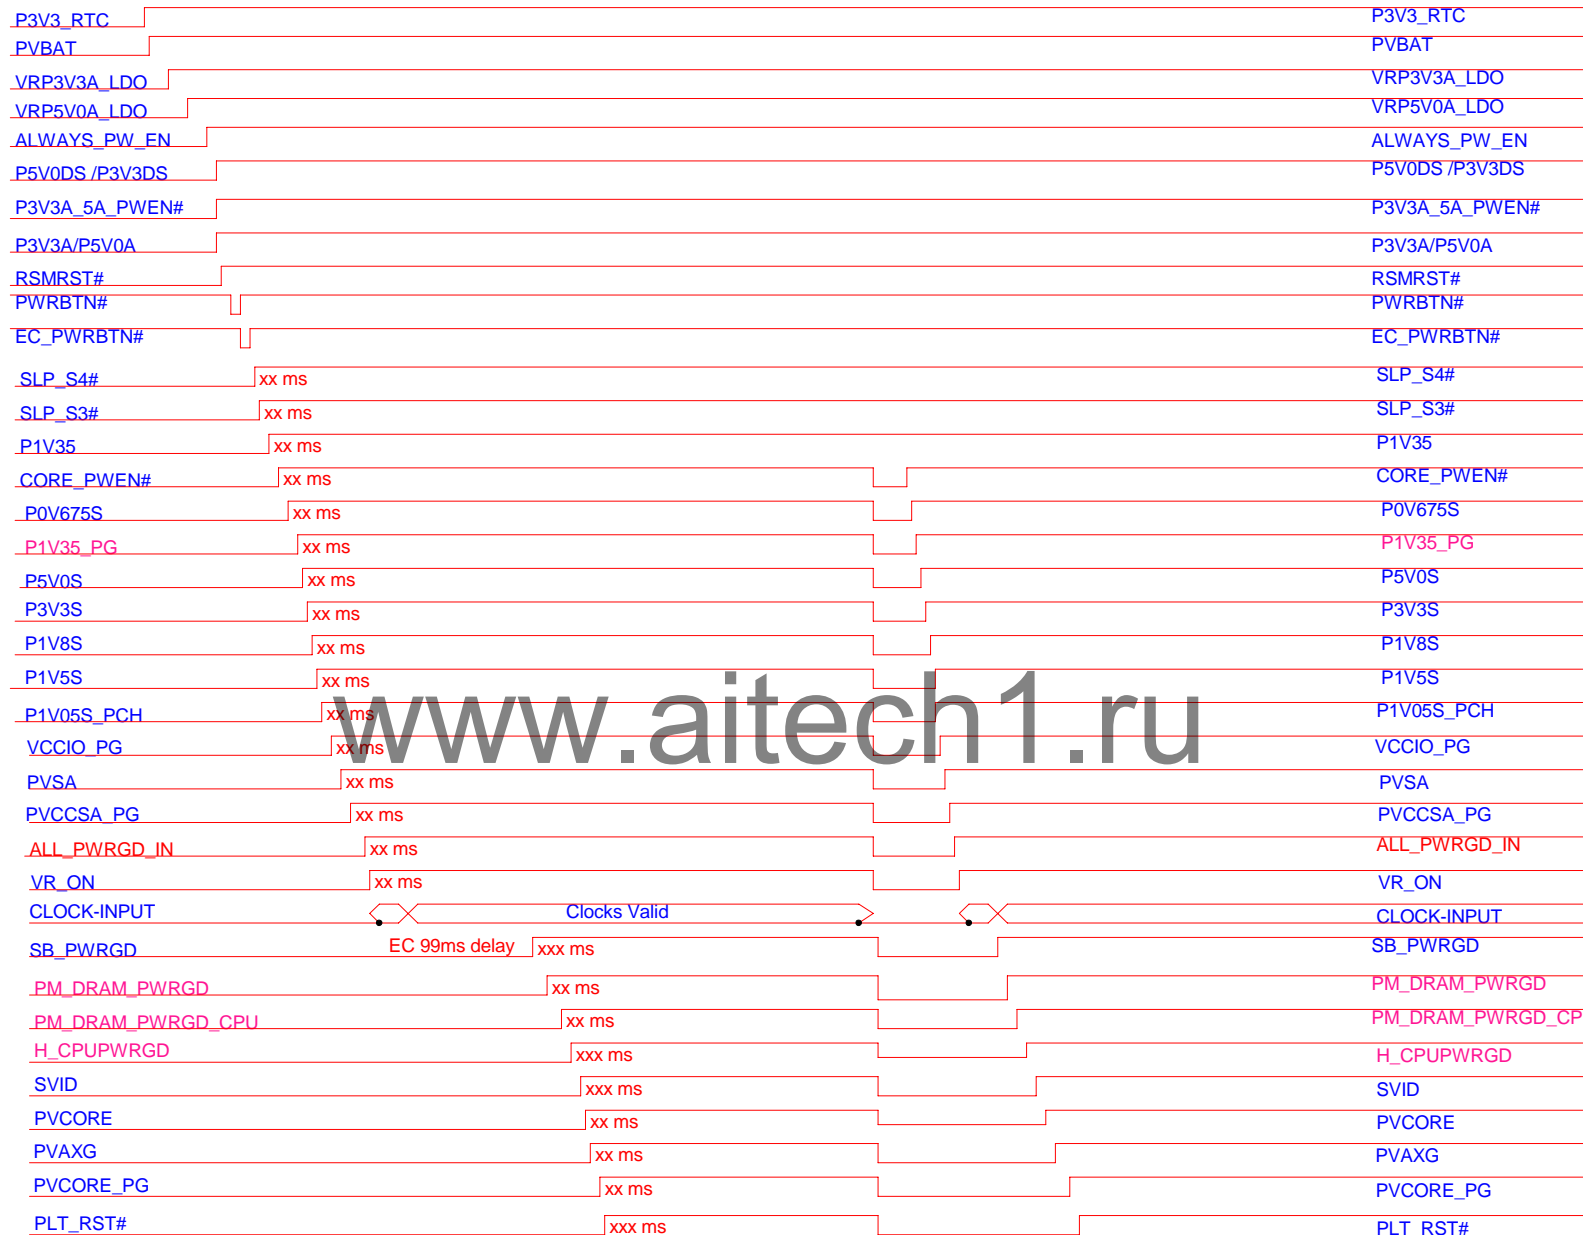 P3V3_RTC P3V3_RTC
PVBAT PVBAT
VRP3V3A_LDO VRP3V3A_LDO
VRP5V0A_LDO VRP5V0A_LDO
ALWAYS_PW_EN ALWAYS_PW_EN
P5V0DS /P3V3DS P5V0DS /P3V3DS
P3V3A_5A_PWEN# P3V3A_5A_PWEN#
P3V3A/P5V0A P3V3A/P5V0A
RSMRST# RSMRST#
PWRBTN# PWRBTN#
EC_PWRBTN# EC_PWRBTN#
SLP_S4# xx ms SLP_S4#
SLP_S3# xx ms SLP_S3#
P1V35 xx ms P1V35
CORE_PWEN# xx ms CORE_PWEN#
P0V675S xx ms P0V675S
P1V35_PG xx ms P1V35_PG
P5V0S xx ms P5V0S
P3V3S xx ms P3V3S
P1V8S xx ms P1V8S
P1V5S xx ms P1V5S
www.aitech1.ru
P1V05S_PCH xx ms P1V05S_PCH
VCCIO_PG xx ms VCCIO_PG
PVSA xx ms PVSA
PVCCSA_PG xx ms PVCCSA_PG
ALL_PWRGD_IN xx ms ALL_PWRGD_IN
VR_ON xx ms VR_ON
CLOCK-INPUT Clocks Valid CLOCK-INPUT
SB_PWRGD EC 99ms delay xxx ms SB_PWRGD
PM_DRAM_PWRGD xx ms PM_DRAM_PWRGD
PM_DRAM_PWRGD_CPU xx ms PM_DRAM_PWRGD_CP
H_CPUPWRGD xxx ms H_CPUPWRGD
SVID xxx ms SVID
PVCORE xx ms PVCORE
PVAXG xx ms PVAXG
PVCORE_PG xx ms PVCORE_PG
PLT_RST# xxx ms PLT_RST#